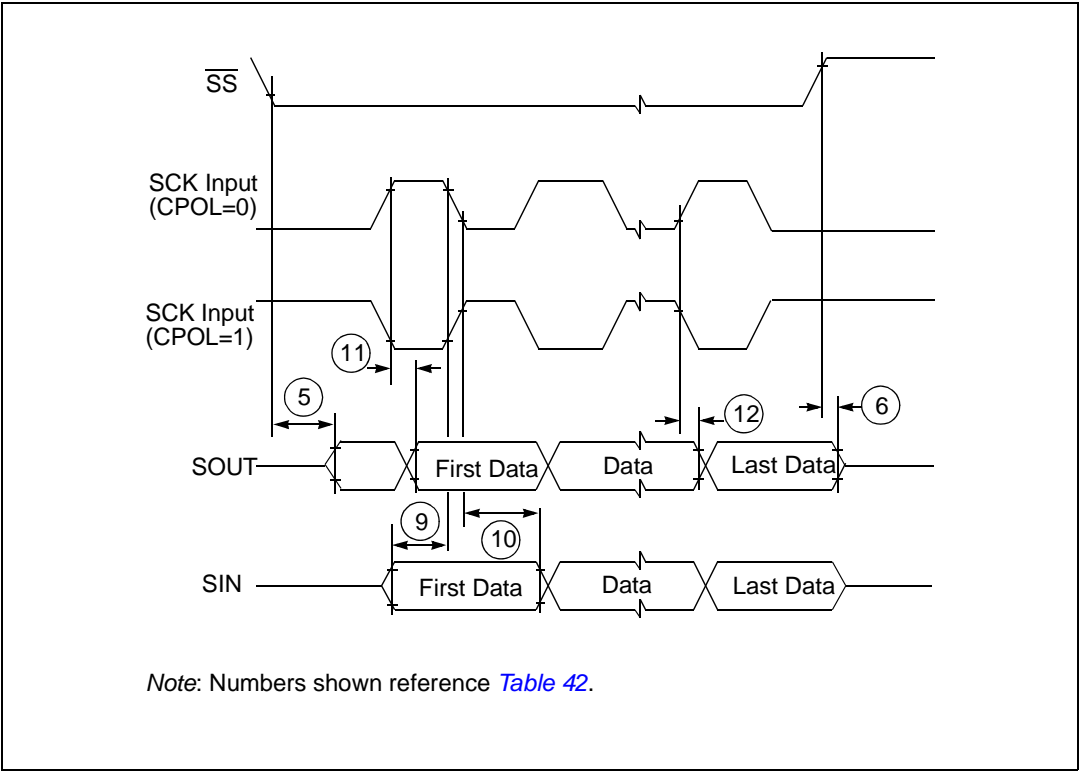 SS
SCK Input
(CPOL=0)
SCK Input
(CPOL=1)
11
5
12
6
SOUT
First Data
Data
Last Data
9
10
SIN
First Data
Data
Last Data
Note: Numbers shown reference Table 42.